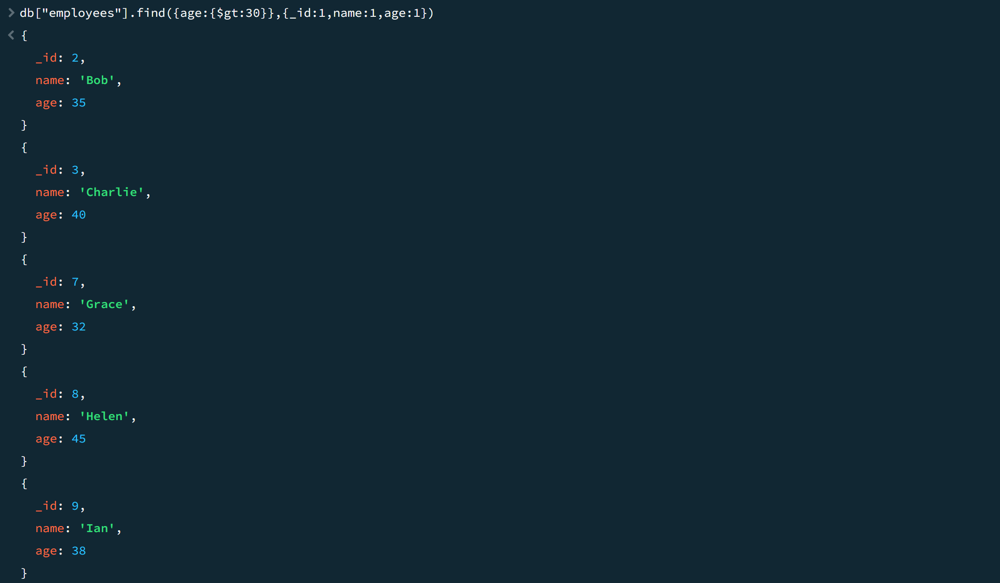 > db["employees"].find({age:{$gt:30}},{_id:1,name:1,age:1})
< {
_id: 2,
name: 'Bob',
age: 35
}
{
_id: 3,
name: 'Charlie',
age: 40
}
{
_id: 7,
name: 'Grace',
age: 32
}
{
_id: 8,
name: 'Helen',
age: 45
}
{
_id: 9,
name: 'Ian',
age: 38
}